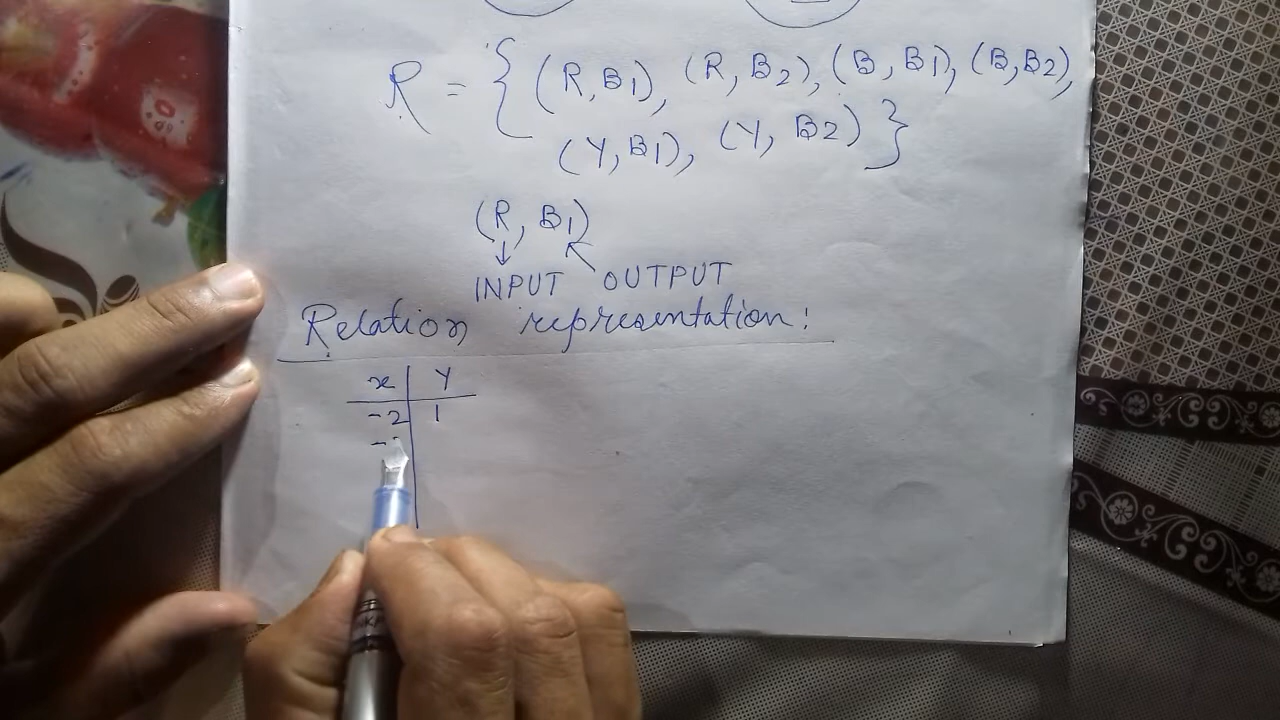 R = { (R,B1), (R,B2), (B,B1), (B,B2),
(Y,B1), (Y,B2) }
(R, B1)
INPUT OUTPUT
Relation representation:
x Y
-2 1